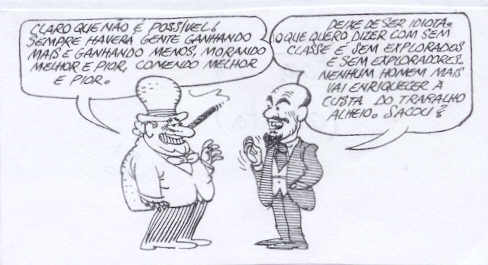 CLARO QUE NÃO É POSSÍVEL!
SEMPRE HAVERÁ GENTE GANHANDO
MAIS E GANHANDO MENOS, MORANDO
MELHOR E PIOR, COMENDO MELHOR
E PIOR.
DEIXE DE SER IDIOTA.
O QUE QUERO DIZER COM SEM
CLASSE É SEM EXPLORADOS
E SEM EXPLORADORES.
NENHUM HOMEM MAIS
VAI ENRIQUECER À
CUSTA DO TRABALHO
ALHEIO. SACOU?